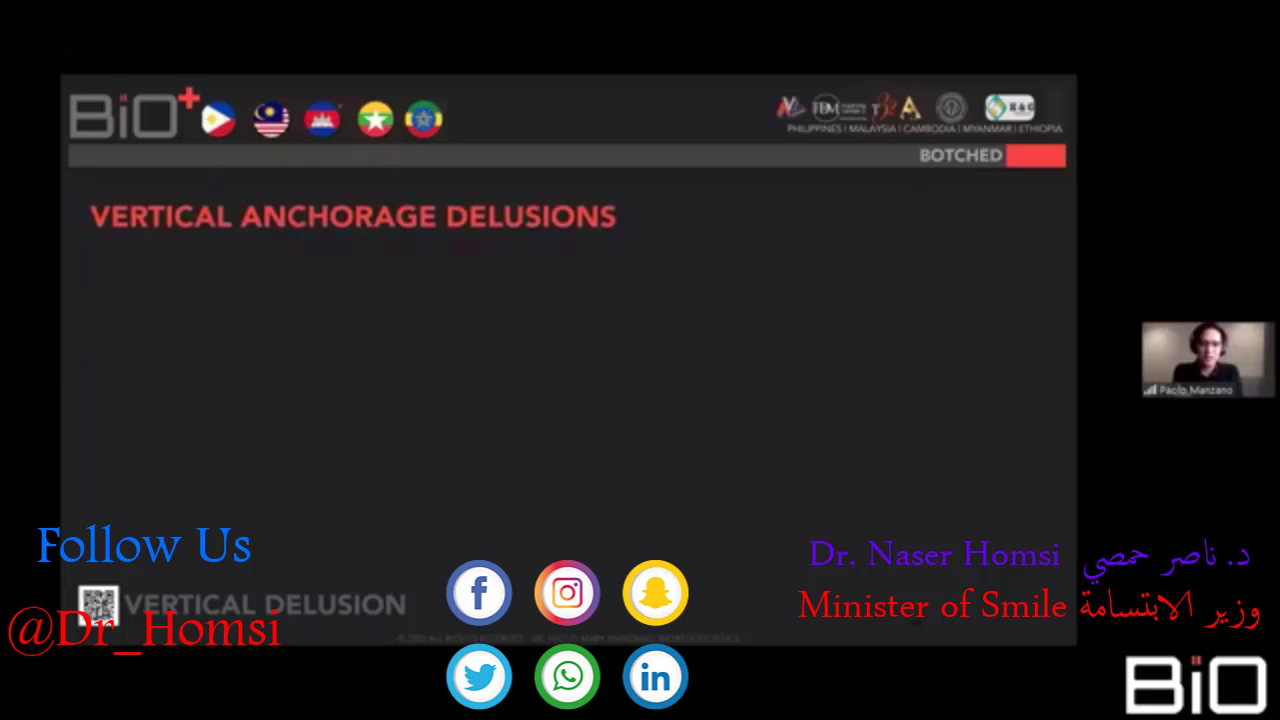 BiO+
PHILIPPINES | MALAYSIA | CAMBODIA | MYANMAR | ETHIOPIA
BOTCHED
VERTICAL ANCHORAGE DELUSIONS
Paolo Manzano
Follow Us
Dr. Naser Homsi د. ناصر حمصي
VERTICAL DELUSION
Minister of Smile وزير الابتسامة
@Dr_Homsi
BiO